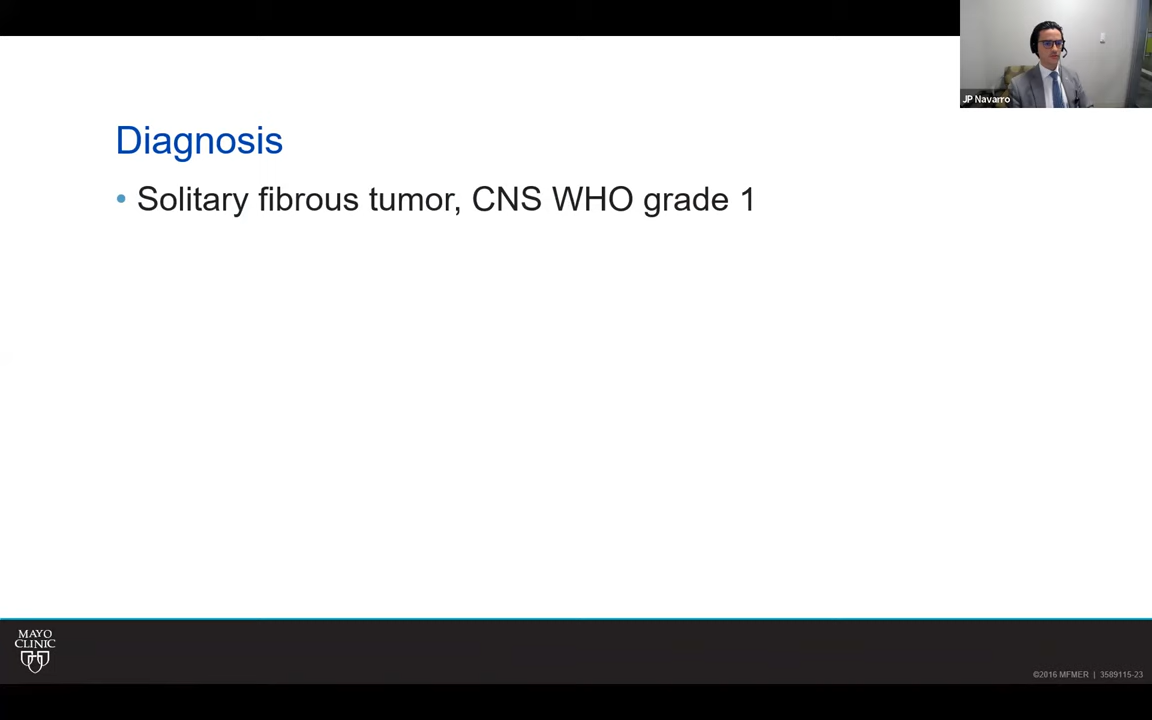 JP Navarro
Diagnosis
• Solitary fibrous tumor, CNS WHO grade 1
MAYO
CLINIC
©2016 MFMER | 3589115-23